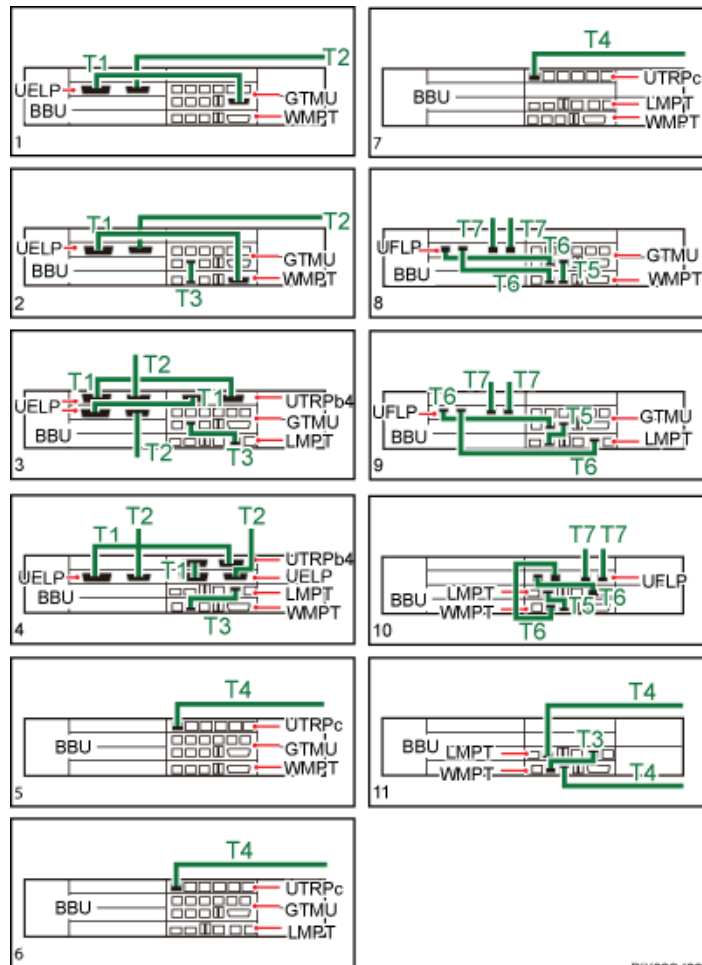 T1
T2
UELP
BBU
GTMU
WMPT
1
T1
T2
UELP
BBU
GTMU
WMPT
T3
2
T2
T1
T1
UELP
UTRPb4
GTMU
BBU
LMPT
T3
T2
3
T2
T2
T1
UTRPb4
T1
UELP
UELP
BBU
LMPT
WMPT
T3
4
T4
UTRPc
BBU
GTMU
WMPT
5
T4
UTRPc
BBU
GTMU
LMPT
6
T4
UTRPc
BBU
LMPT
WMPT
7
T7
T7
UFLP
T6
GTMU
BBU
T6
T5
WMPT
8
T6
T7
T7
UFLP
T5
GTMU
BBU
LMPT
T6
9
T7
T7
UFLP
LMPT
T6
BBU
T5
WMPT
T6
10
T4
BBU
LMPT
T3
WMPT
T4
11